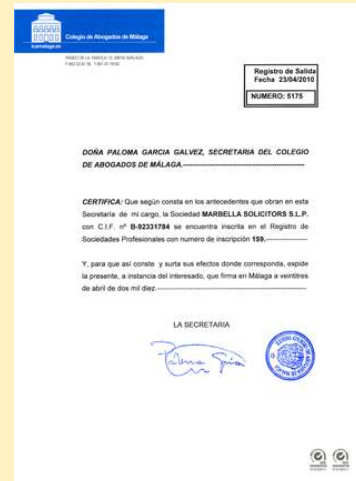 Colegio de Abogados de Málaga
icamalaga.es
Registro de Salida
Fecha 23/04/2010
NUMERO: 5175
DOÑA PALOMA GARCIA GALVEZ, SECRETARIA DEL COLEGIO
DE ABOGADOS DE MÁLAGA.
CERTIFICA: Que según consta en los antecedentes que obran en esta
Secretaría de mi cargo, la Sociedad MARBELLA SOLICITORS S.L.P.
con C.I.F. nº B-92331784 se encuentra inscrita en el Registro de
Sociedades Profesionales con numero de inscripción 159.
Y, para que así conste y surta sus efectos donde corresponda, expide
la presente, a instancia del interesado, que firma en Málaga a veintitres
de abril de dos mil diez.
LA SECRETARIA